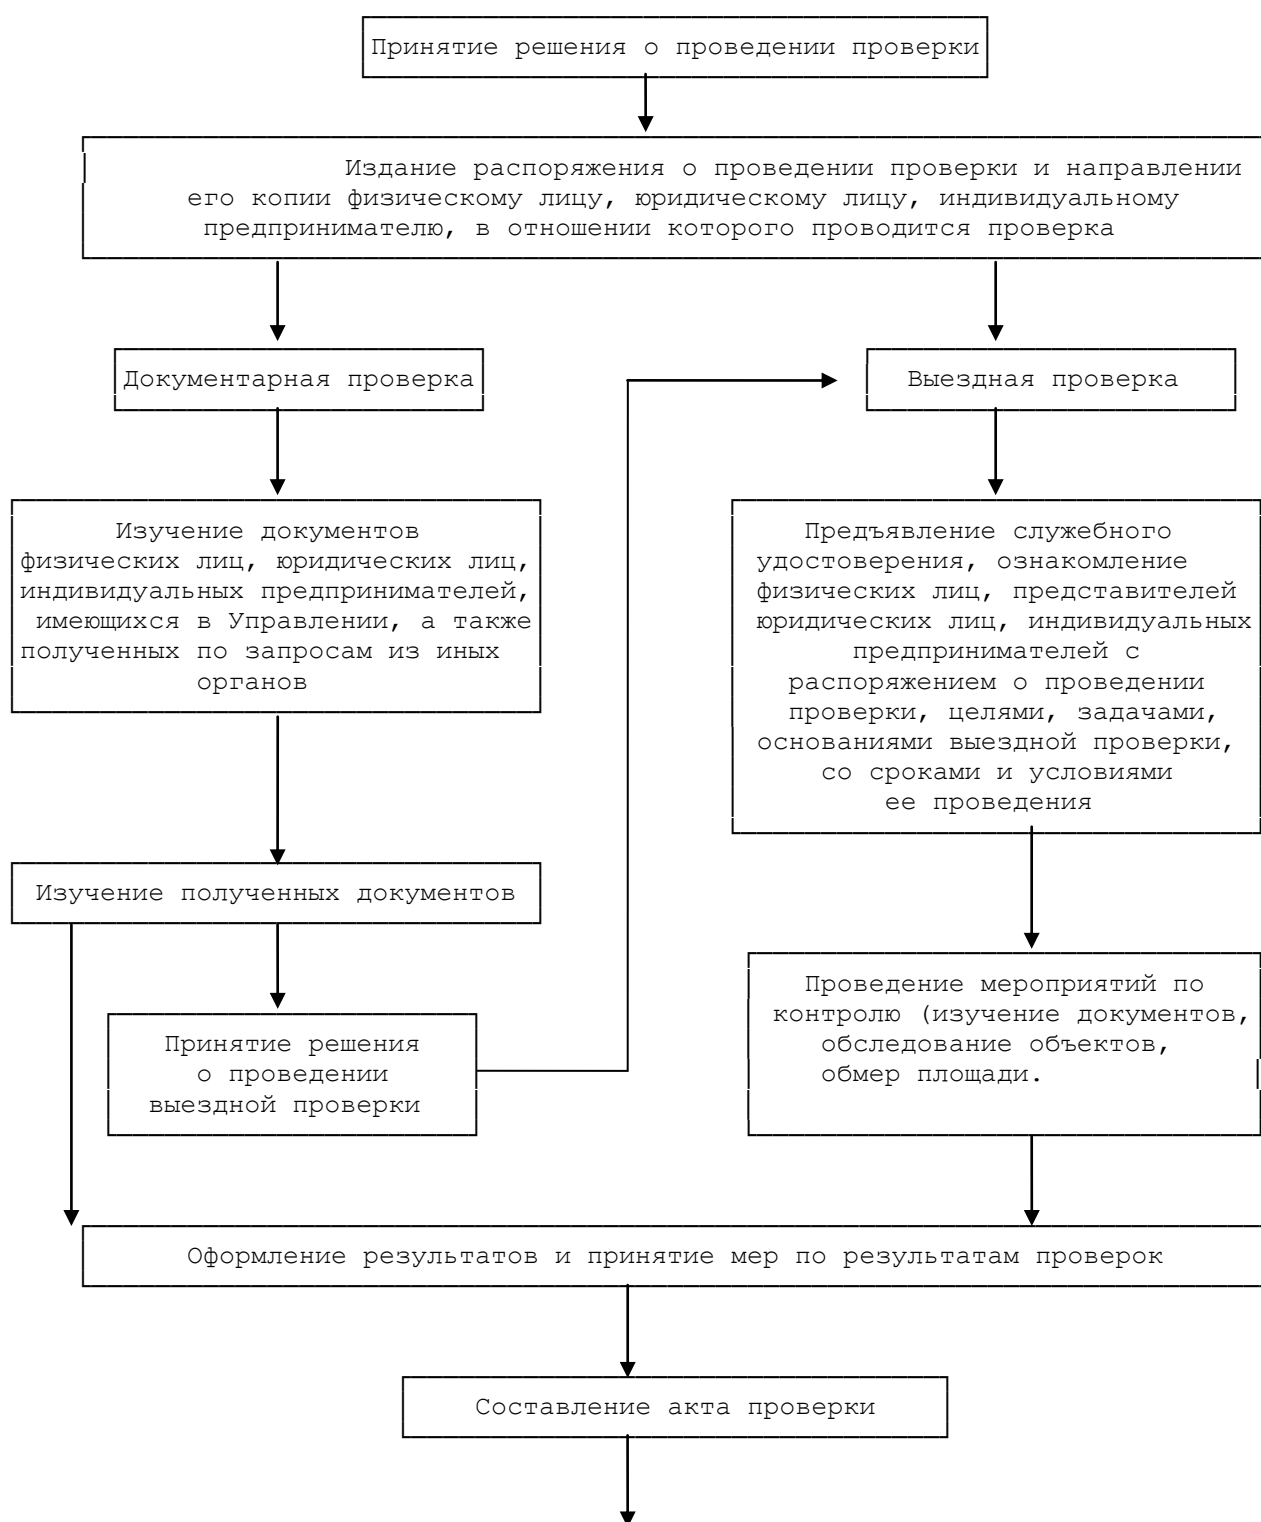 Принятие решения о проведении проверки
Издание распоряжения о проведении проверки и направлении
его копии физическому лицу, юридическому лицу, индивидуальному
предпринимателю, в отношении которого проводится проверка
Документарная проверка
Выездная проверка
Изучение документов
физических лиц, юридических лиц,
индивидуальных предпринимателей,
имеющихся в Управлении, а также
полученных по запросам из иных
органов
Предъявление служебного
удостоверения, ознакомление
физических лиц, представителей
юридических лиц, индивидуальных
предпринимателей с
распоряжением о проведении
проверки, целями, задачами,
основаниями выездной проверки,
со сроками и условиями
ее проведения
Изучение полученных документов
Принятие решения
о проведении
выездной проверки
Проведение мероприятий по
контролю (изучение документов,
обследование объектов,
обмер площади.
Оформление результатов и принятие мер по результатам проверок
Составление акта проверки